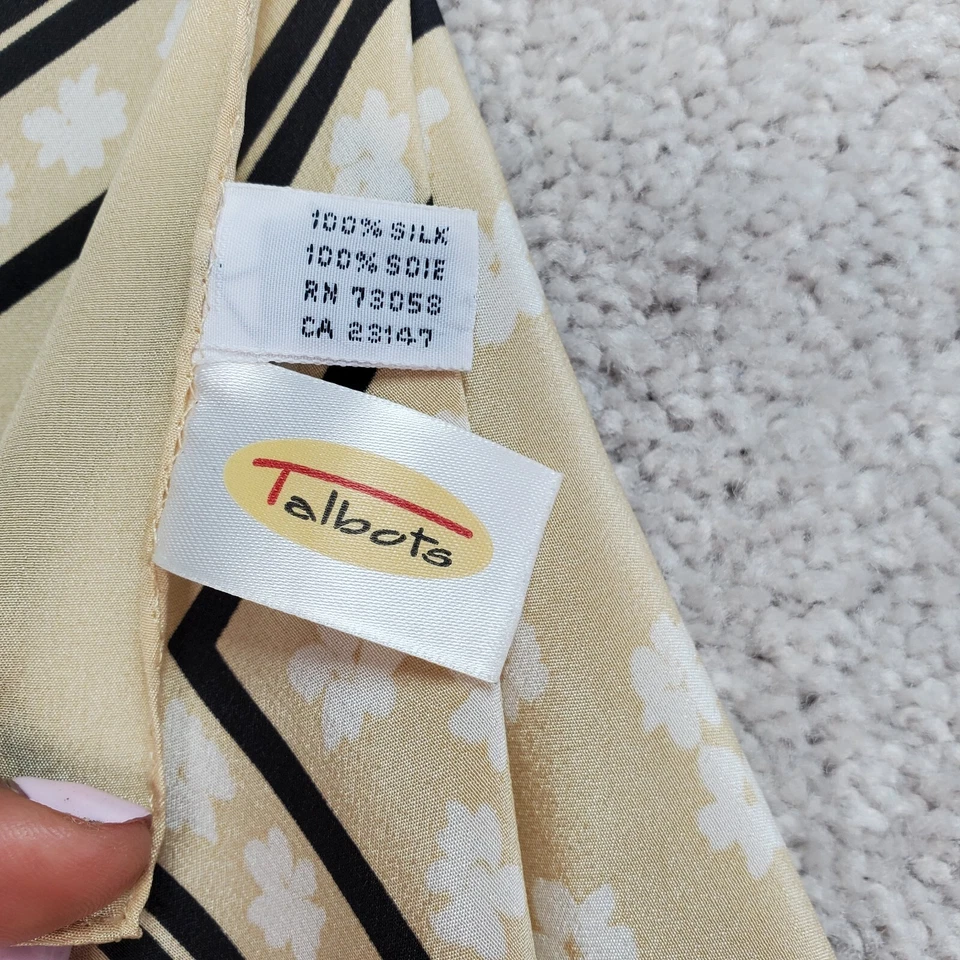 100% SILK
100% SOIE
RN 73058
CA 23147
Talbots